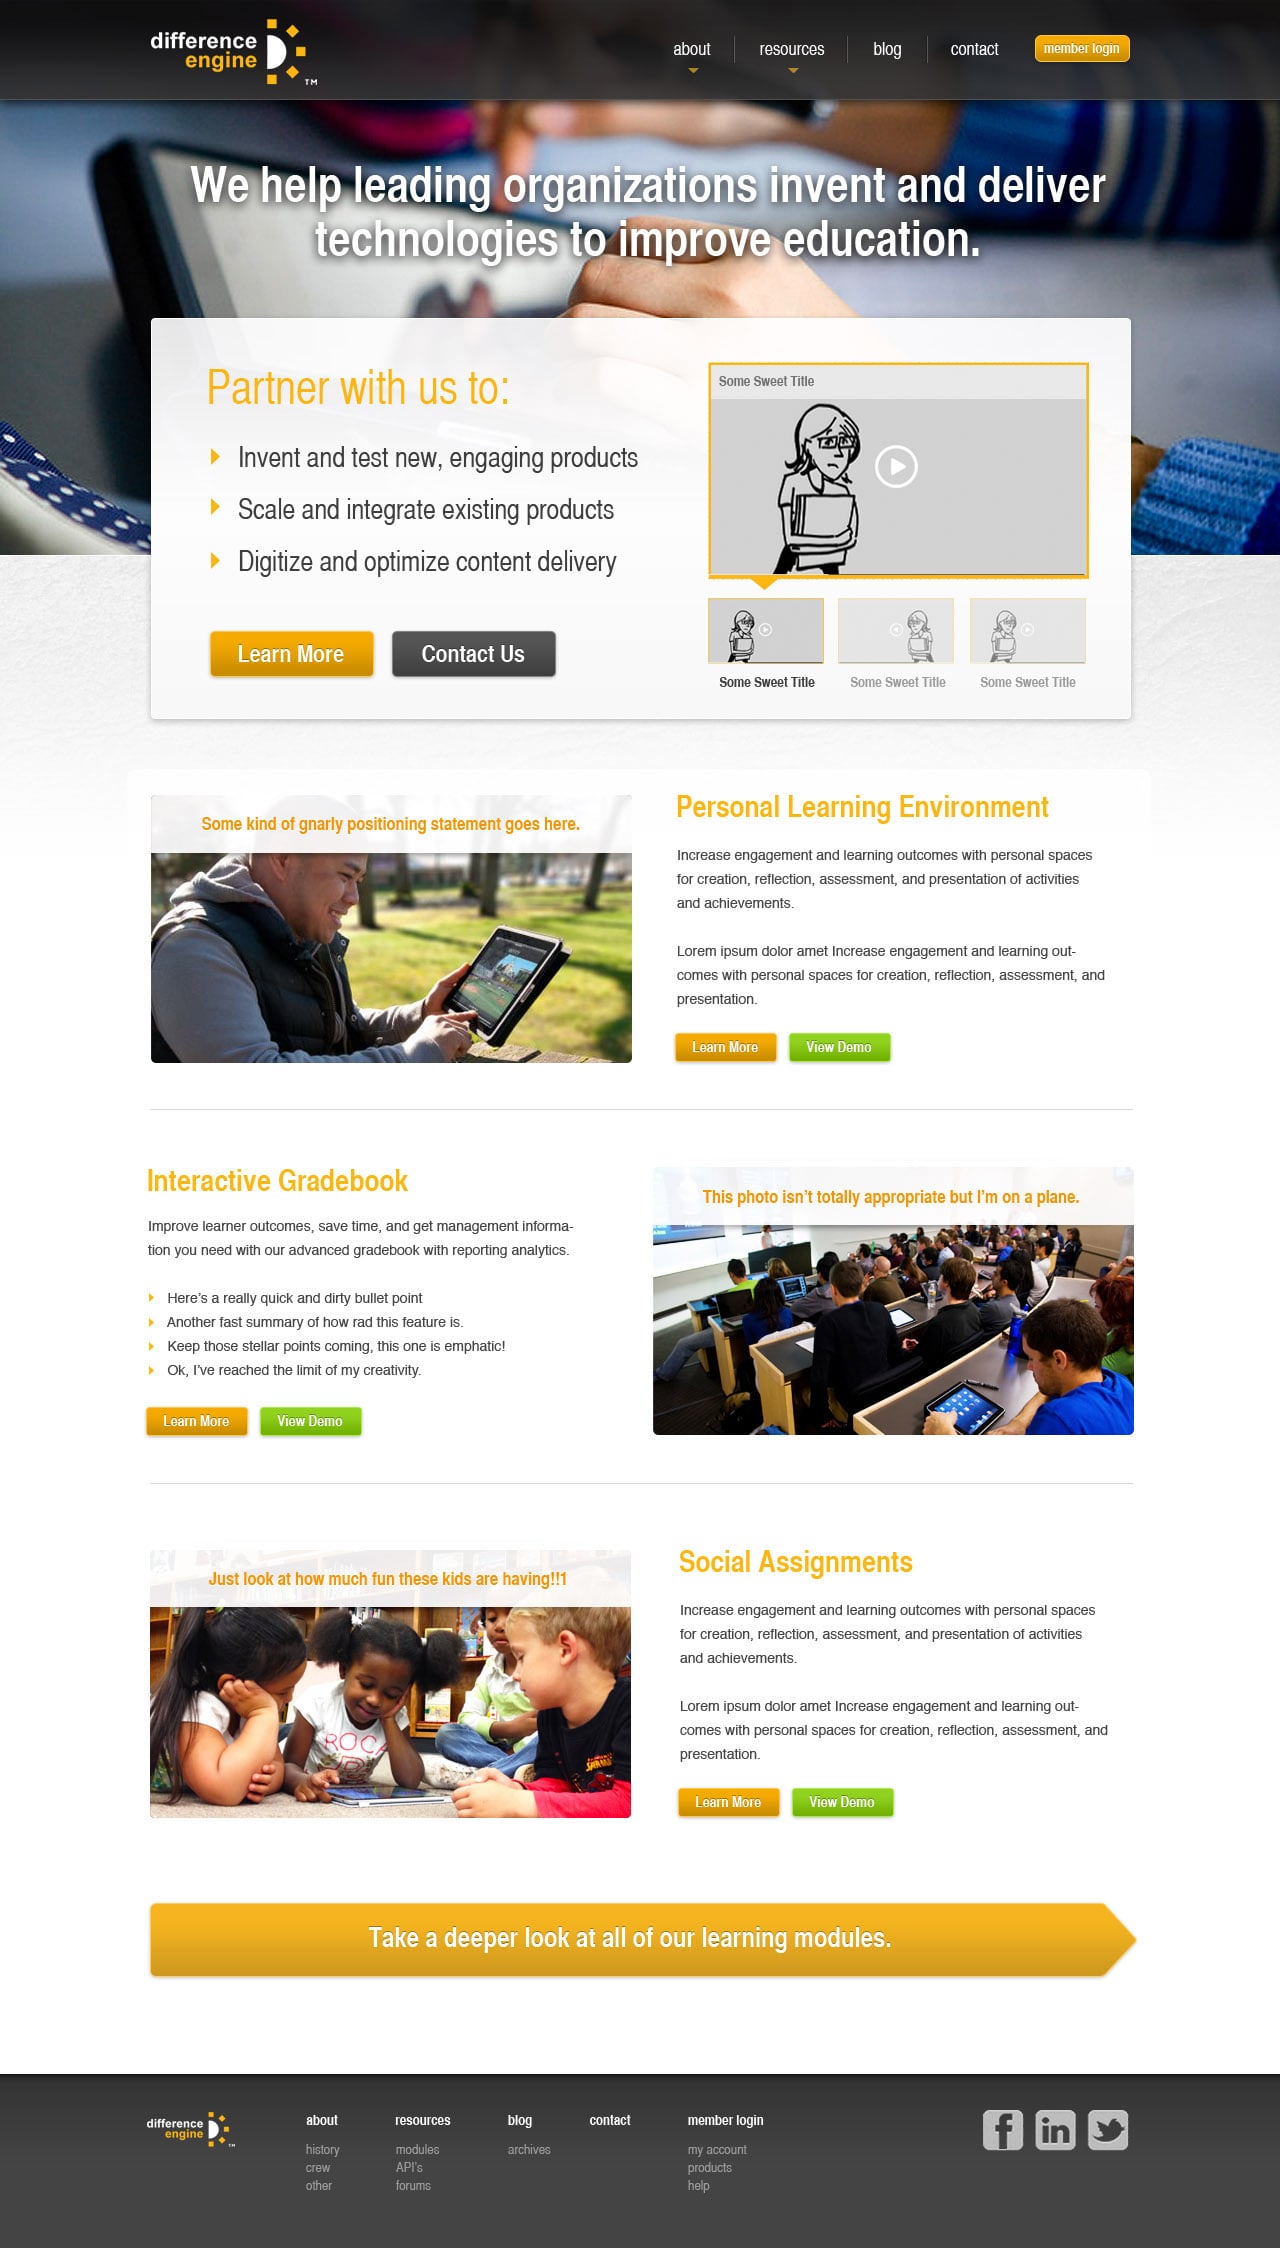 difference
engine
TM
about
resources
blog
contact
member login
We help leading organizations invent and deliver
technologies to improve education.
Partner with us to:
Invent and test new, engaging products
Scale and integrate existing products
Digitize and optimize content delivery
Learn More
Contact Us
Some Sweet Title
Some Sweet Title
Some Sweet Title
Some Sweet Title
Some kind of gnarly positioning statement goes here.
Personal Learning Environment
Increase engagement and learning outcomes with personal spaces
for creation, reflection, assessment, and presentation of activities
and achievements.
Lorem ipsum dolor amet Increase engagement and learning out-
comes with personal spaces for creation, reflection, assessment, and
presentation.
Learn More
View Demo
Interactive Gradebook
Improve learner outcomes, save time, and get management informa-
tion you need with our advanced gradebook with reporting analytics.
Here's a really quick and dirty bullet point
Another fast summary of how rad this feature is.
Keep those stellar points coming, this one is emphatic!
Ok, I've reached the limit of my creativity.
Learn More
View Demo
This photo isn't totally appropriate but I'm on a plane.
Just look at how much fun these kids are having!!1
ROCK
Social Assignments
Increase engagement and learning outcomes with personal spaces
for creation, reflection, assessment, and presentation of activities
and achievements.
Lorem ipsum dolor amet Increase engagement and learning out-
comes with personal spaces for creation, reflection, assessment, and
presentation.
Learn More
View Demo
Take a deeper look at all of our learning modules.
difference
engine
TM
about
history
crew
other
resources
modules
API's
forums
blog
archives
contact
member login
my account
products
help
f
in